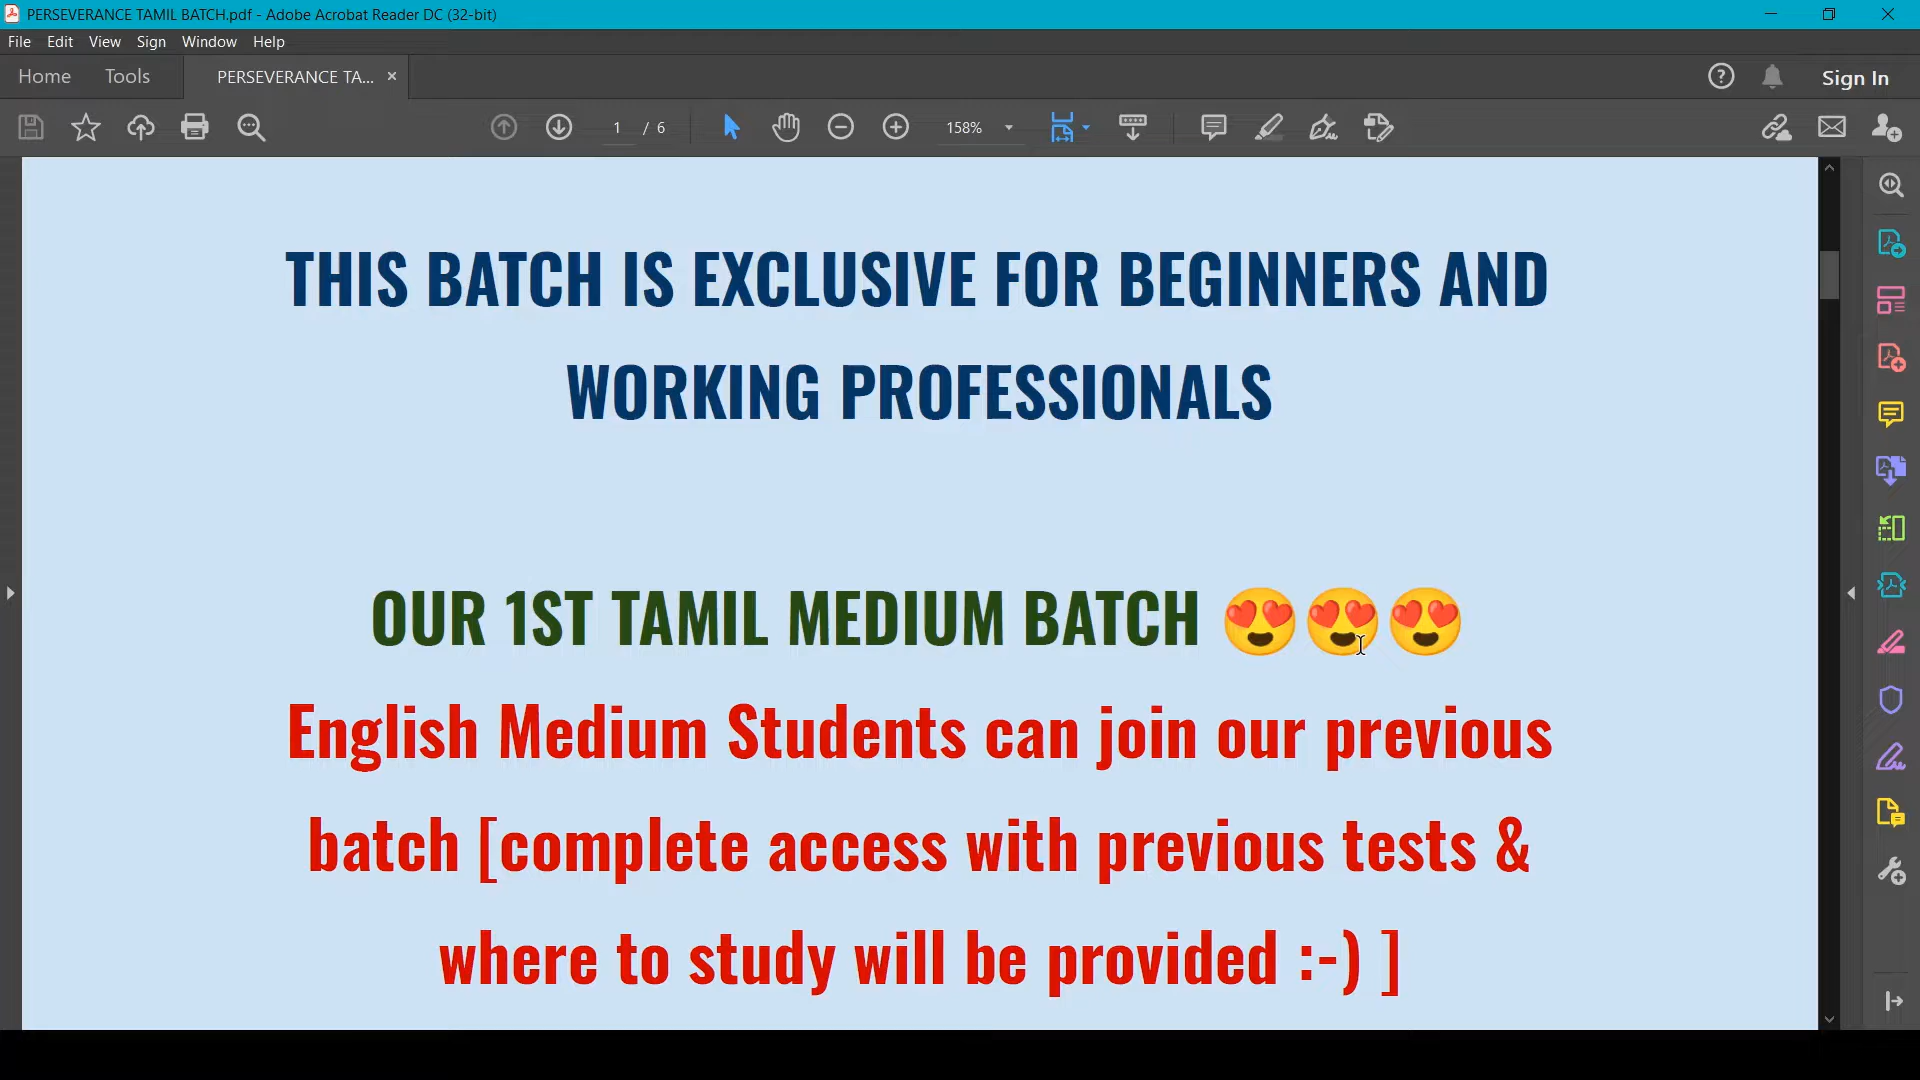 PERSEVERANCE TAMIL BATCH.pdf - Adobe Acrobat Reader DC (32-bit)
File Edit View Sign Window Help
Home Tools PERSEVERANCE TA... × Sign In
1 / 6 158%
THIS BATCH IS EXCLUSIVE FOR BEGINNERS AND
WORKING PROFESSIONALS
OUR 1ST TAMIL MEDIUM BATCH 😍😍😍
English Medium Students can join our previous
batch [complete access with previous tests &
where to study will be provided :-) ]